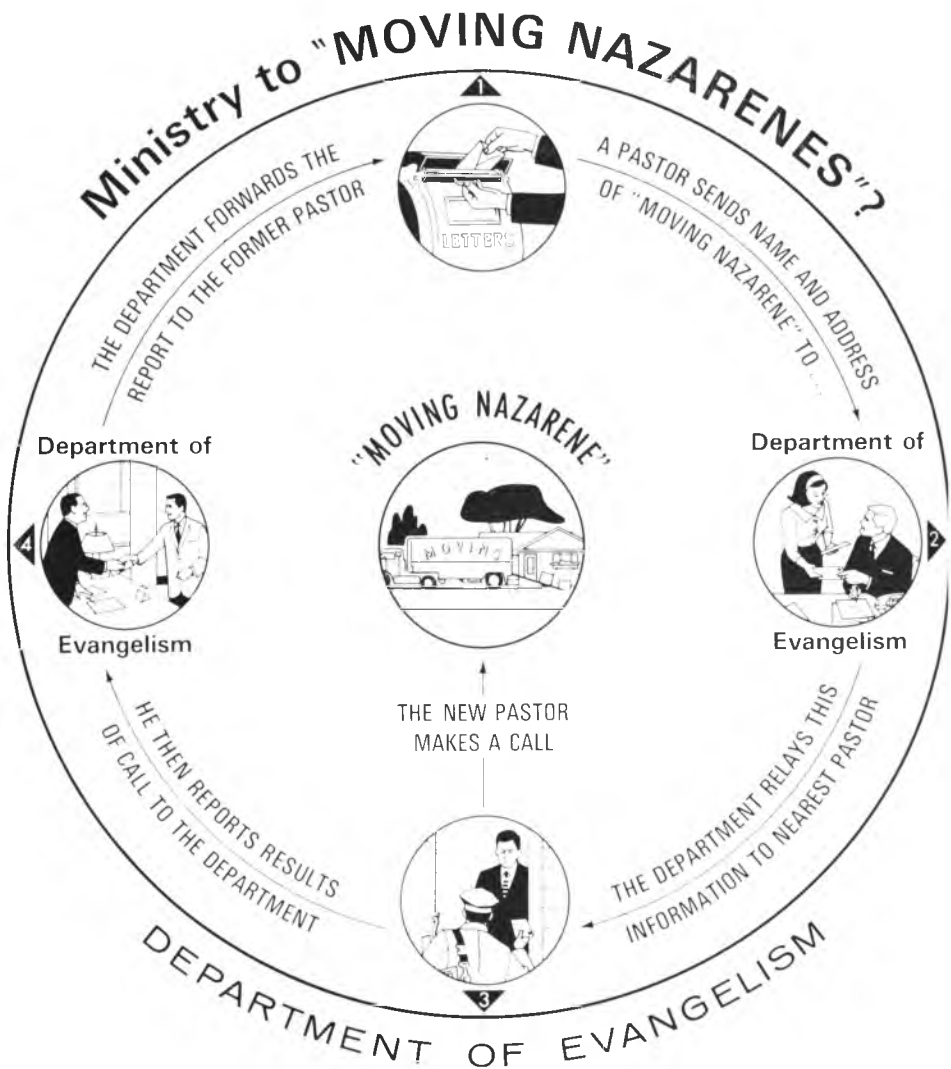 Ministry to "MOVING NAZARENES"?
1
LETTERS
A PASTOR SENDS NAME AND ADDRESS
OF "MOVING NAZARENE" TO ...
Department of
2
Evangelism
THE DEPARTMENT RELAYS THIS
INFORMATION TO NEAREST PASTOR
3
THE NEW PASTOR
MAKES A CALL
"MOVING NAZARENE"
MOVING
HE THEN REPORTS RESULTS
OF CALL TO THE DEPARTMENT
Department of
4
Evangelism
THE DEPARTMENT FORWARDS THE
REPORT TO THE FORMER PASTOR
DEPARTMENT OF EVANGELISM